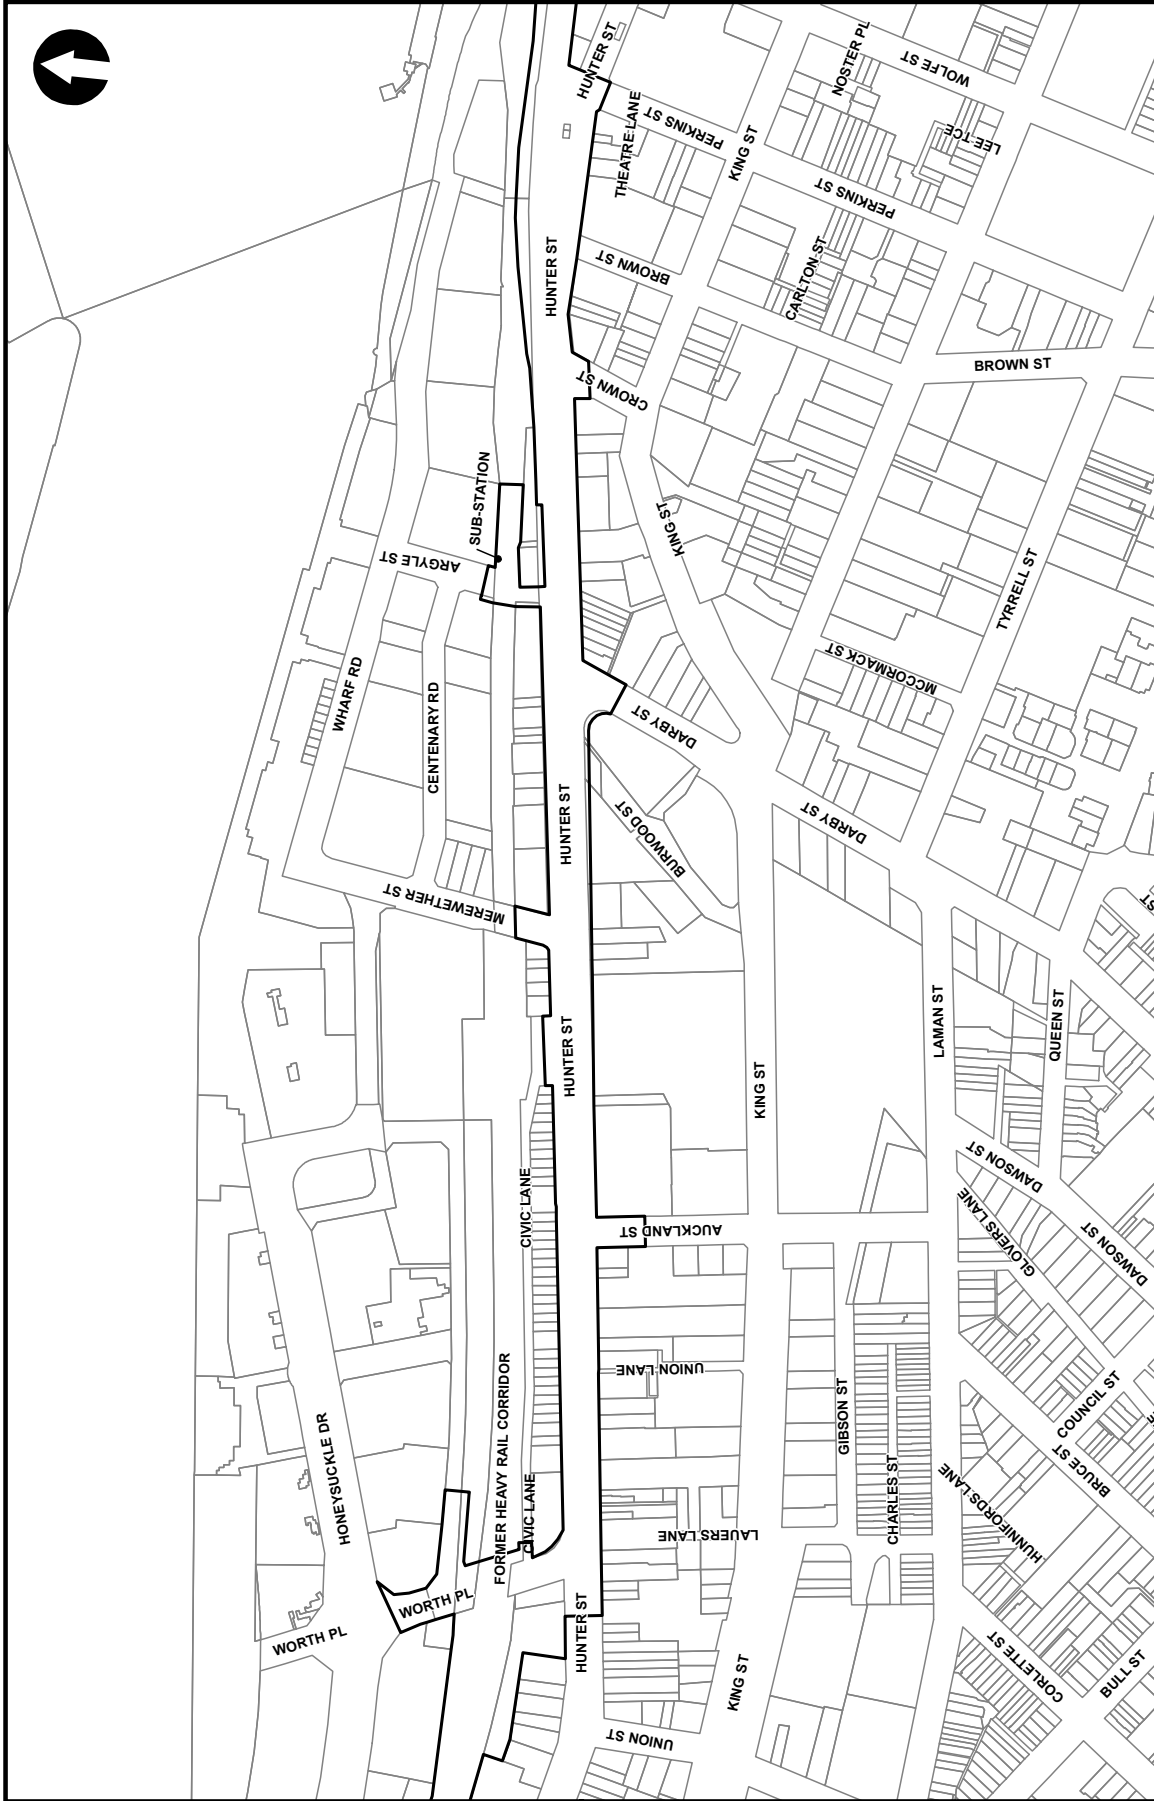 HUNTER ST
NOSTER PL
WOLFE ST
THEATRE LANE
PERKINS ST
KING ST
LEE TCE
PERKINS ST
HUNTER ST
BROWN ST
CARLTON ST
BROWN ST
CROWN ST
SUB-STATION
KING ST
ARGYLE ST
TYRRELL ST
WHARF RD
CENTENARY RD
MCCORMACK ST
DARBY ST
HUNTER ST
BURWOOD ST
DARBY ST
MEREWETHER ST
LAMAN ST
QUEEN ST
HUNTER ST
KING ST
CIVIC LANE
DAWSON ST
GLOVERS LANE
AUCKLAND ST
DAWSON ST
UNION LANE
FORMER HEAVY RAIL CORRIDOR
GIBSON ST
COUNCIL ST
HONEYSUCKLE DR
BRUCE ST
CHARLES ST
HUNNIFORDS LANE
CIVIC LANE
LAUERS LANE
WORTH PL
WORTH PL
HUNTER ST
KING ST
CORLETTE ST
BULL ST
UNION ST